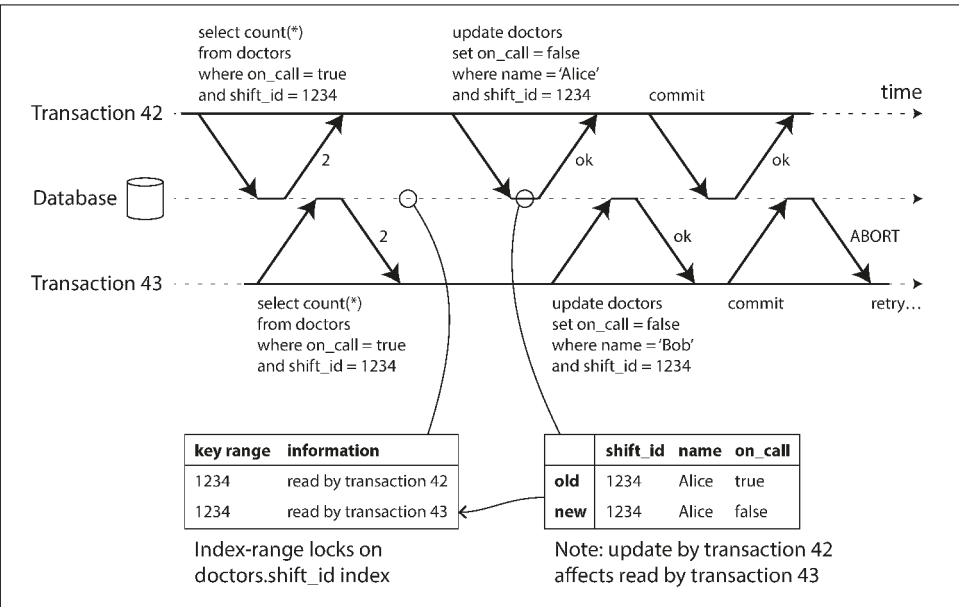 select count(*)
from doctors
where on_call = true
and shift_id = 1234
update doctors
set on_call = false
where name = ‘Alice’
and shift_id = 1234
commit
time
Transaction 42
2
ok
ok
Database
2
ok
ABORT
Transaction 43
select count(*)
from doctors
where on_call = true
and shift_id = 1234
update doctors
set on_call = false
where name = ‘Bob’
and shift_id = 1234
commit
retry…
key range information
1234 read by transaction 42
1234 read by transaction 43
Index-range locks on
doctors.shift_id index
shift_id name on_call
old 1234 Alice true
new 1234 Alice false
Note: update by transaction 42
affects read by transaction 43